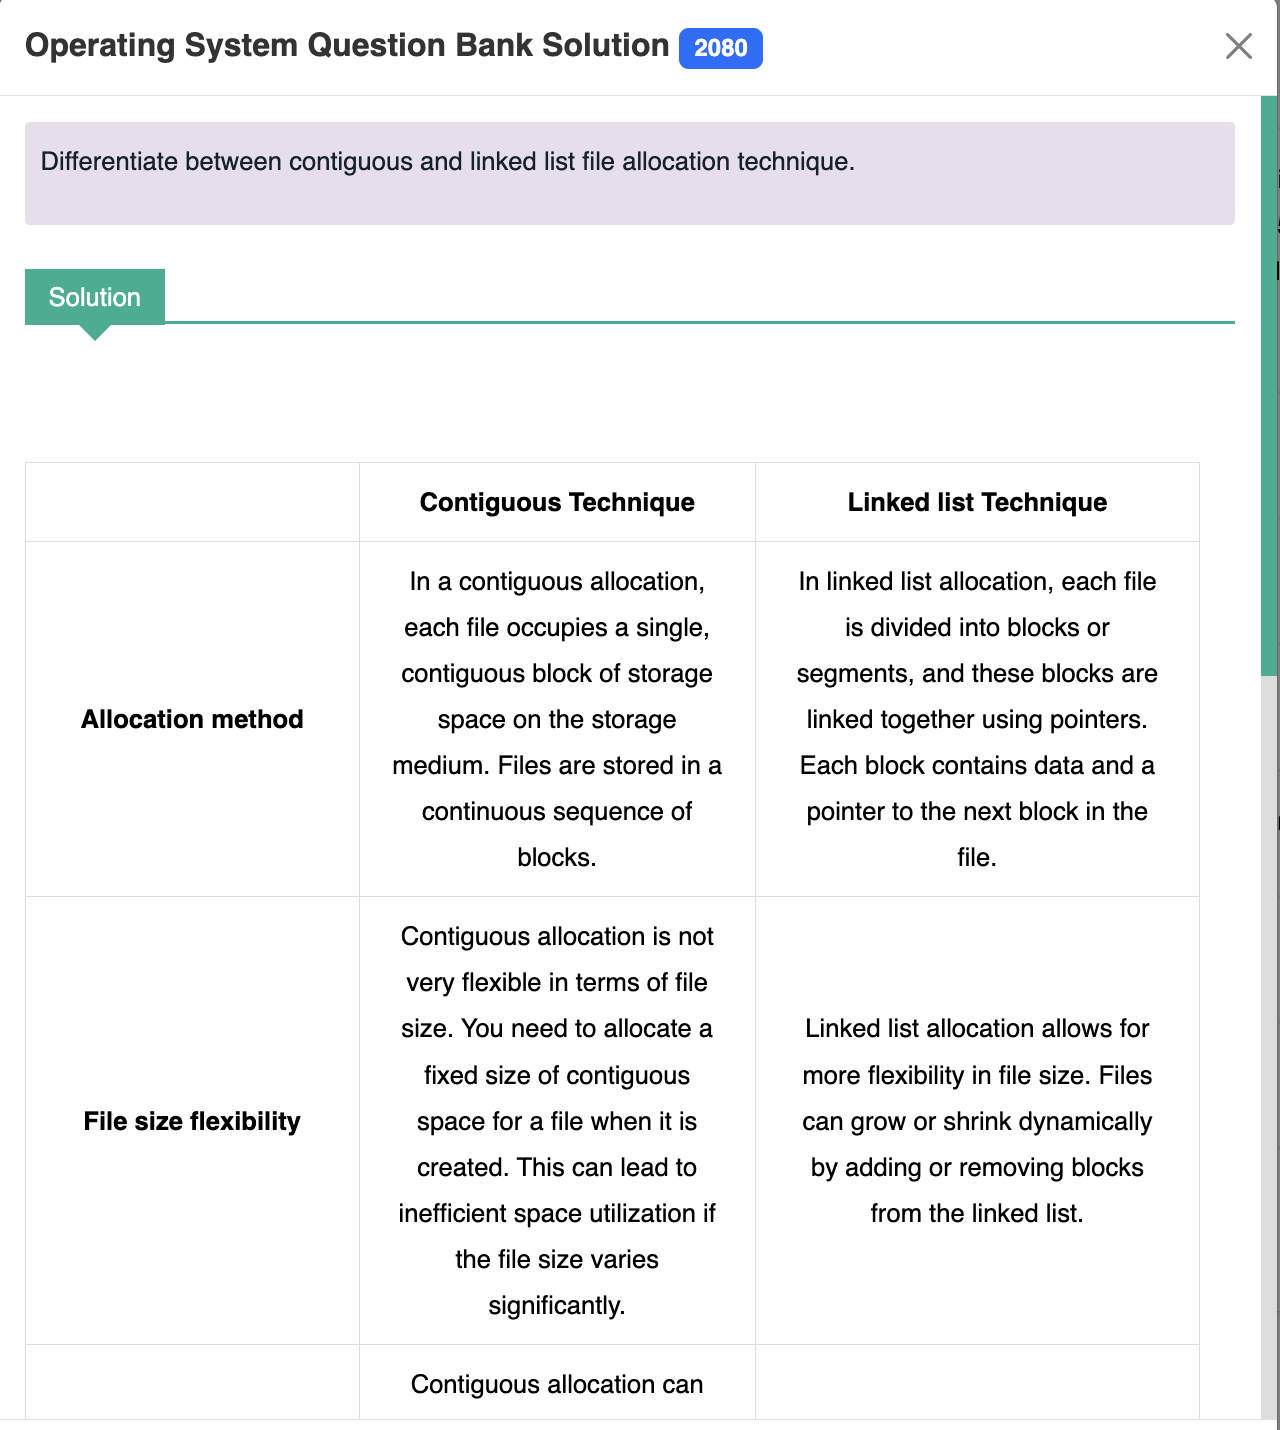 Operating System Question Bank Solution 2080
Differentiate between contiguous and linked list file allocation technique.
Solution
Contiguous Technique
Linked list Technique
Allocation method
In a contiguous allocation,
each file occupies a single,
contiguous block of storage
space on the storage
medium. Files are stored in a
continuous sequence of
blocks.
In linked list allocation, each file
is divided into blocks or
segments, and these blocks are
linked together using pointers.
Each block contains data and a
pointer to the next block in the
file.
File size flexibility
Contiguous allocation is not
very flexible in terms of file
size. You need to allocate a
fixed size of contiguous
space for a file when it is
created. This can lead to
inefficient space utilization if
the file size varies
significantly.
Linked list allocation allows for
more flexibility in file size. Files
can grow or shrink dynamically
by adding or removing blocks
from the linked list.
Contiguous allocation can